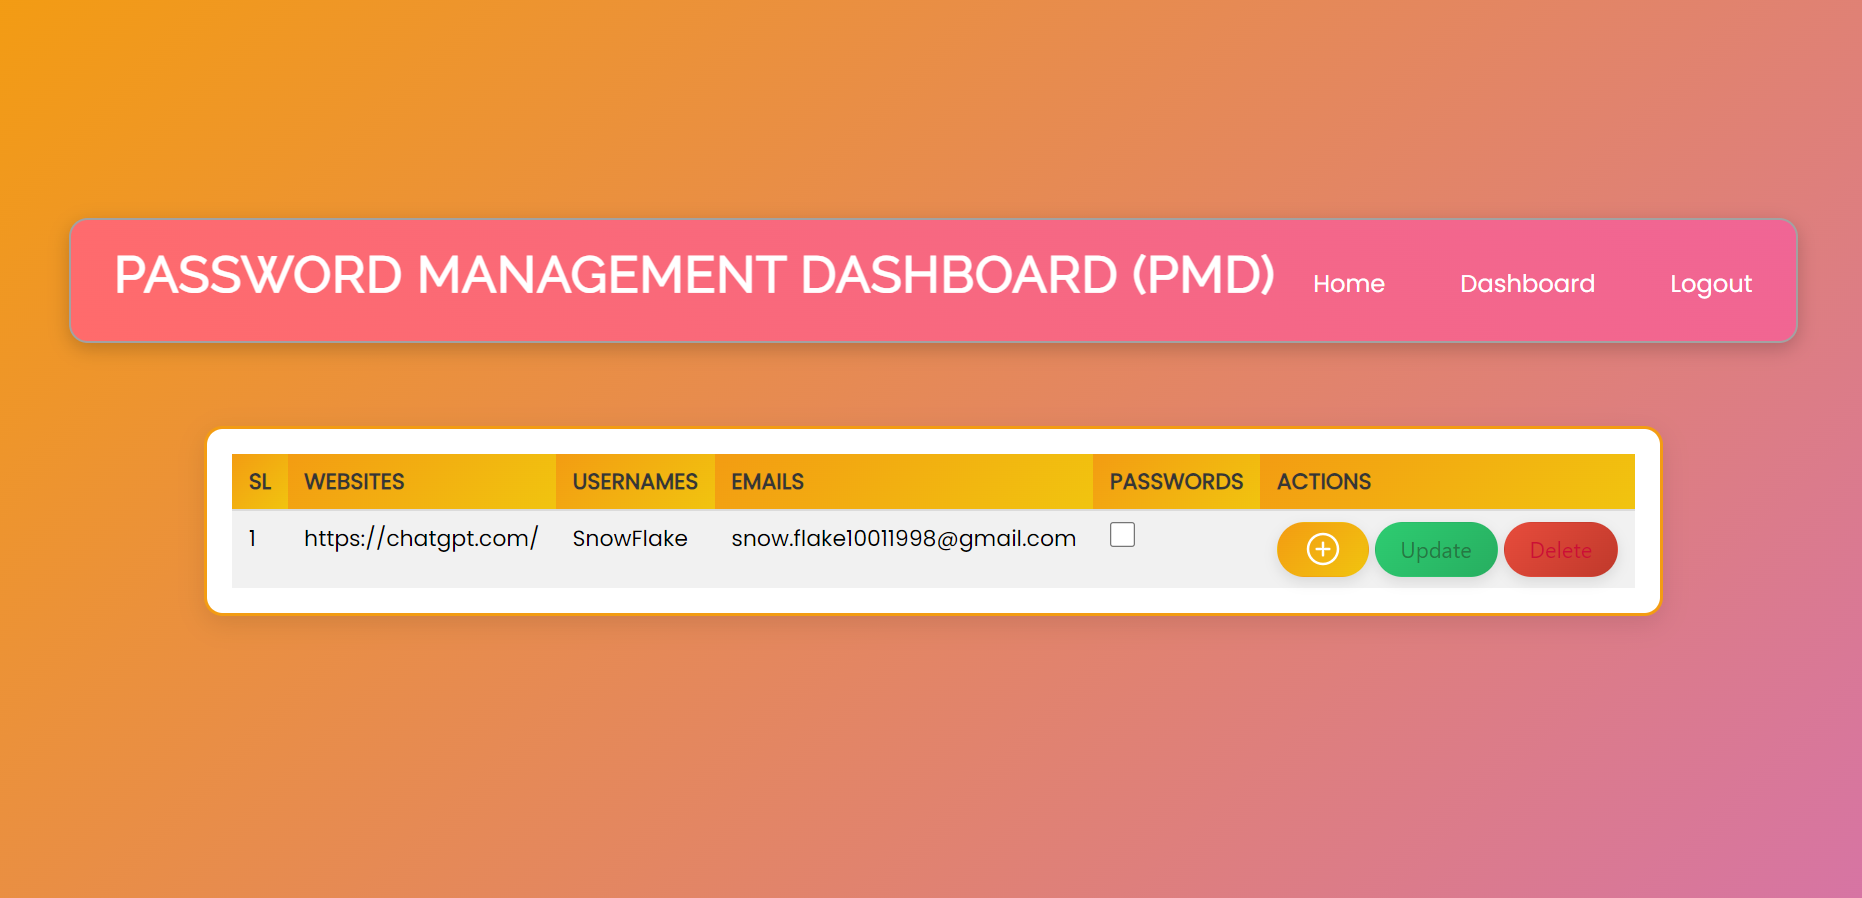 PASSWORD MANAGEMENT DASHBOARD (PMD) Home Dashboard Logout
SL WEBSITES USERNAMES EMAILS PASSWORDS ACTIONS
1 https://chatgpt.com/ SnowFlake snow.flake10011998@gmail.com Update Delete